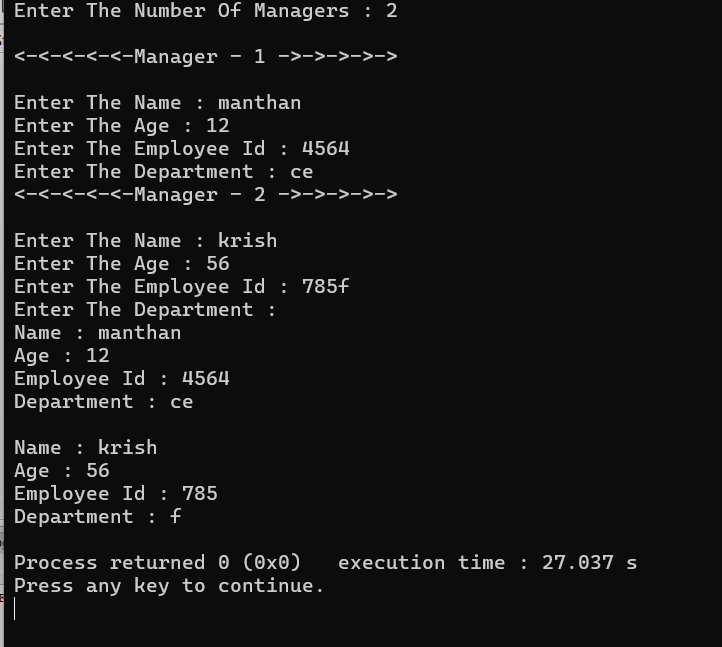 Enter The Number Of Managers : 2
<-<-<-<-<-Manager - 1 ->->->->->
Enter The Name : manthan
Enter The Age : 12
Enter The Employee Id : 4564
Enter The Department : ce
<-<-<-<-<-Manager - 2 ->->->->->
Enter The Name : krish
Enter The Age : 56
Enter The Employee Id : 785f
Enter The Department :
Name : manthan
Age : 12
Employee Id : 4564
Department : ce
Name : krish
Age : 56
Employee Id : 785
Department : f
Process returned 0 (0x0)   execution time : 27.037 s
Press any key to continue.